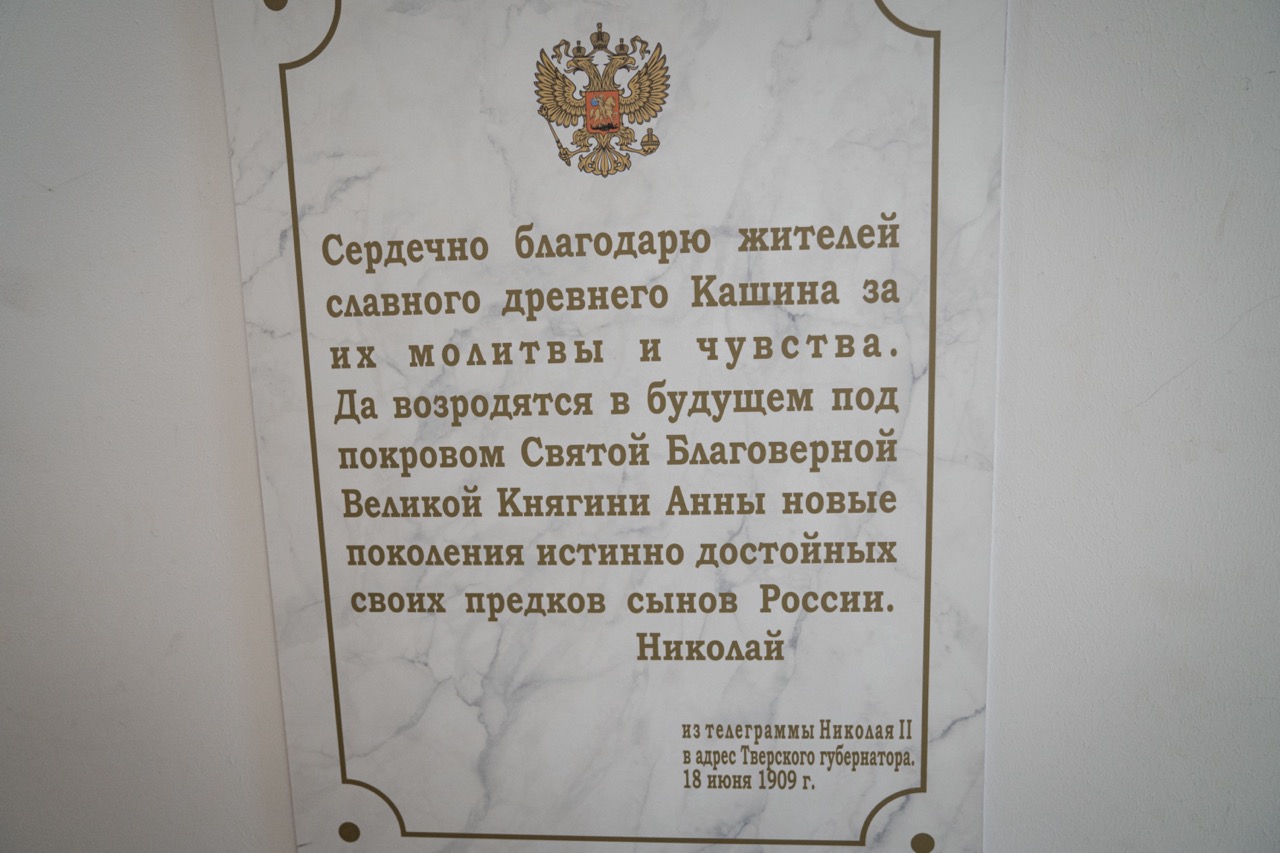 Сердечно благодарю жителей
славного древнего Кашина за
их молитвы и чувства.
Да возродятся в будущем под
покровом Святой Благоверной
Великой Княгини Анны новые
поколения истинно достойных
своих предков сынов России.
Николай
из телеграммы Николая II
в адрес Тверского губернатора.
18 июня 1909 г.